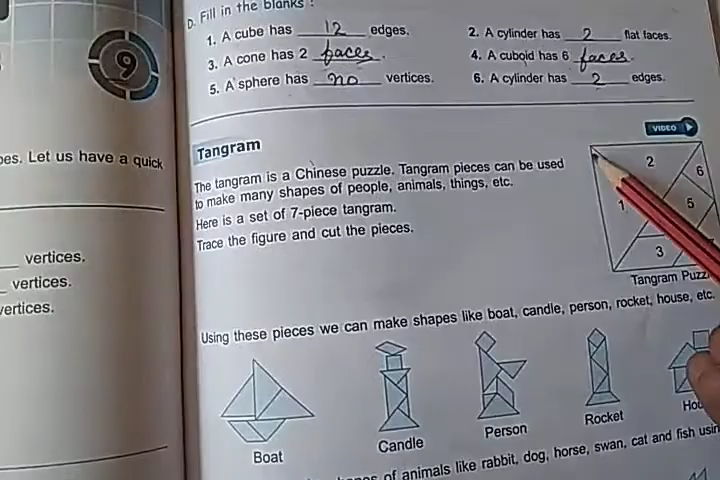 D. Fill in the blanks :
1. A cube has 12 edges.
2. A cylinder has 2 flat faces.
3. A cone has 2 faces.
4. A cuboid has 6 faces.
5. A sphere has no vertices.
6. A cylinder has 2 edges.
9
pes. Let us have a quick
vertices.
vertices.
vertices.
VIDEO
Tangram
The tangram is a Chinese puzzle. Tangram pieces can be used
to make many shapes of people, animals, things, etc.
Here is a set of 7-piece tangram.
Trace the figure and cut the pieces.
2
6
1
5
3
Tangram Puzz
Using these pieces we can make shapes like boat, candle, person, rocket, house, etc.
Boat
Candle
Person
Rocket
Hou
of animals like rabbit, dog, horse, swan, cat and fish usin